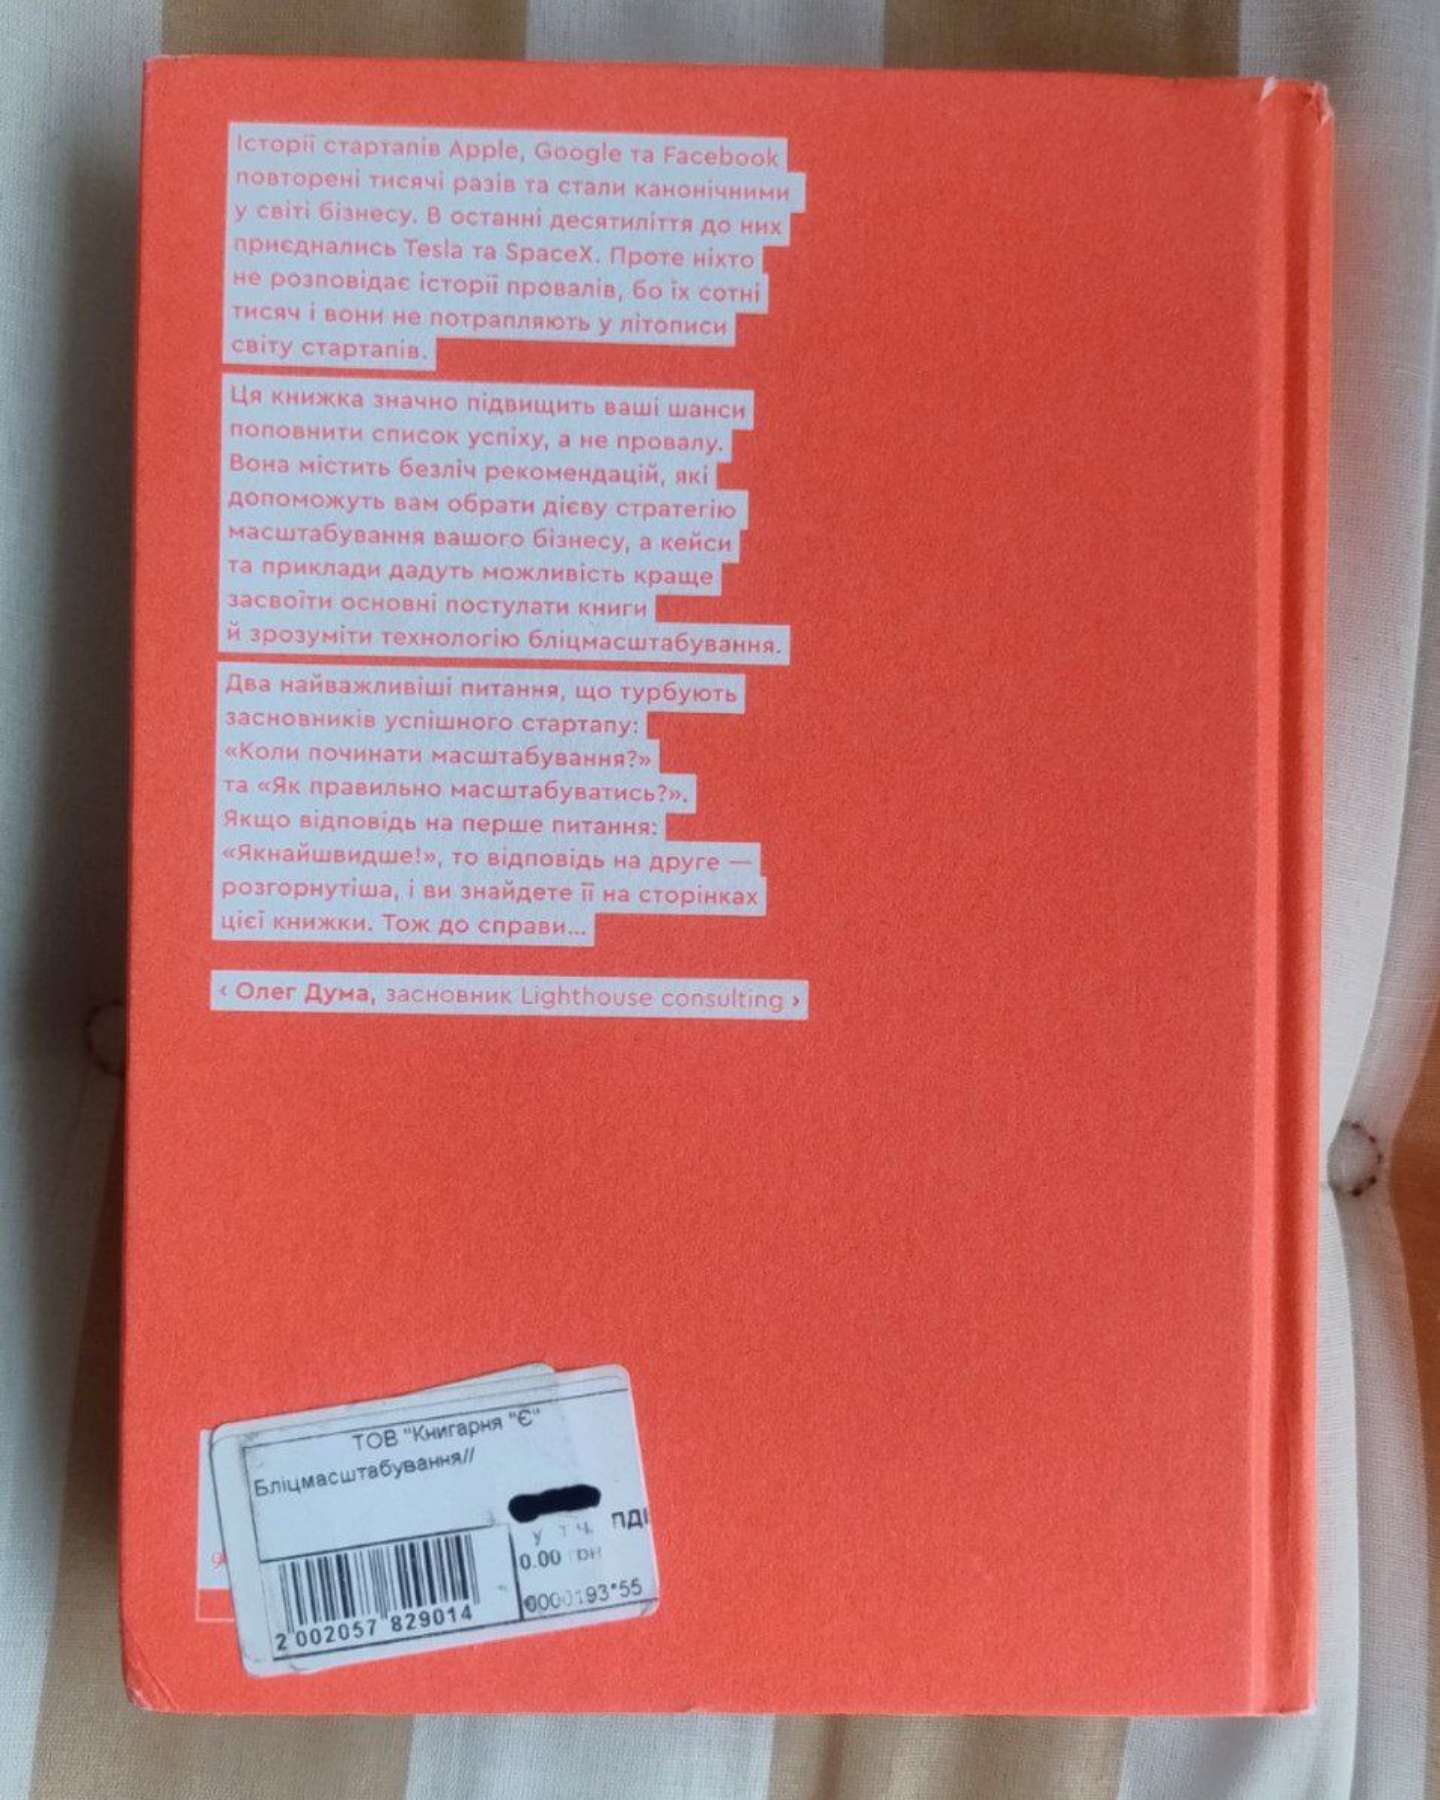 Історії стартапів Apple, Google та Facebook
повторені тисячі разів та стали канонічними
у світі бізнесу. В останні десятиліття до них
приєднались Tesla та SpaceX. Проте ніхто
не розповідає історії провалів, бо їх сотні
тисяч і вони не потрапляють у літописи
світу стартапів.
Ця книжка значно підвищить ваші шанси
поповнити список успіху, а не провалу.
Вона містить безліч рекомендацій, які
допоможуть вам обрати дієву стратегію
масштабування вашого бізнесу, а кейси
та приклади дадуть можливість краще
засвоїти основні постулати книги
й зрозуміти технологію бліцмасштабування.
Два найважливіші питання, що турбують
засновників успішного стартапу:
«Коли починати масштабування?»
та «Як правильно масштабуватись?».
Якщо відповідь на перше питання:
«Якнайшвидше!», то відповідь на друге —
розгорнутіша, і ви знайдете її на сторінках
цієї книжки. Тож до справи...
‹ Олег Дума, засновник Lighthouse consulting ›
ТОВ "Книгарня "Є"
Бліцмасштабування//
у т.ч. ПД
0.00 грн
2 002057 829014
0000193*55